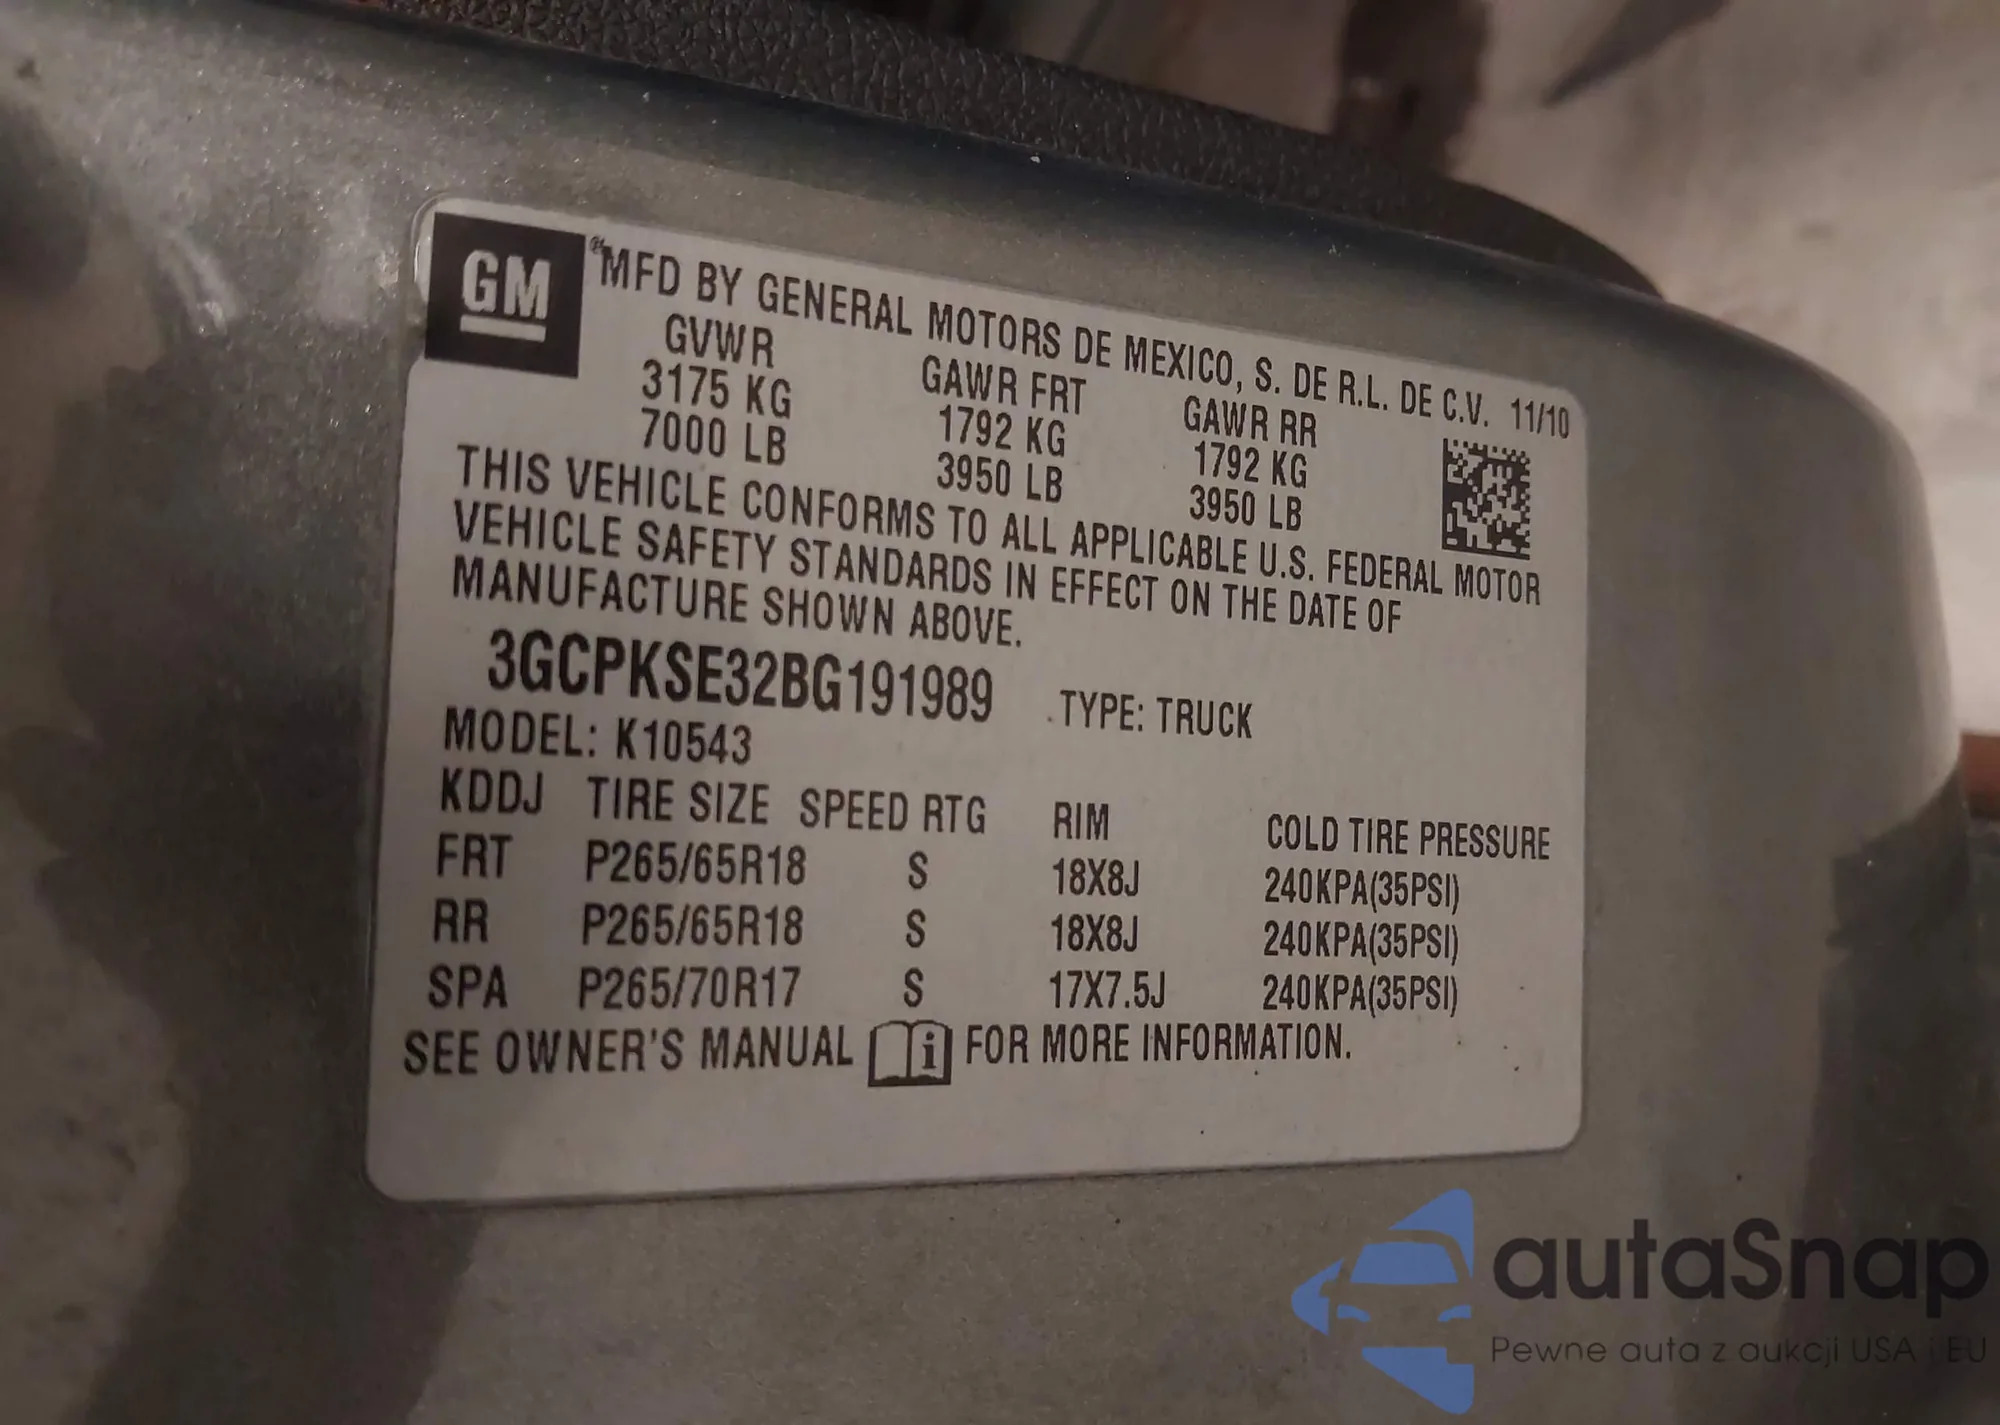 GM
MFD BY GENERAL MOTORS DE MEXICO, S. DE R.L. DE C.V. 11/10
GVWR GAWR FRT GAWR RR
3175 KG 1792 KG 1792 KG
7000 LB 3950 LB 3950 LB
THIS VEHICLE CONFORMS TO ALL APPLICABLE U.S. FEDERAL MOTOR
VEHICLE SAFETY STANDARDS IN EFFECT ON THE DATE OF
MANUFACTURE SHOWN ABOVE.
3GCPKSE32BG191989 TYPE: TRUCK
MODEL: K10543
KDDJ TIRE SIZE SPEED RTG RIM COLD TIRE PRESSURE
FRT P265/65R18 S 18X8J 240KPA(35PSI)
RR P265/65R18 S 18X8J 240KPA(35PSI)
SPA P265/70R17 S 17X7.5J 240KPA(35PSI)
SEE OWNER'S MANUAL i FOR MORE INFORMATION.
autaSnap
Pewne auta z aukcji USA i EU